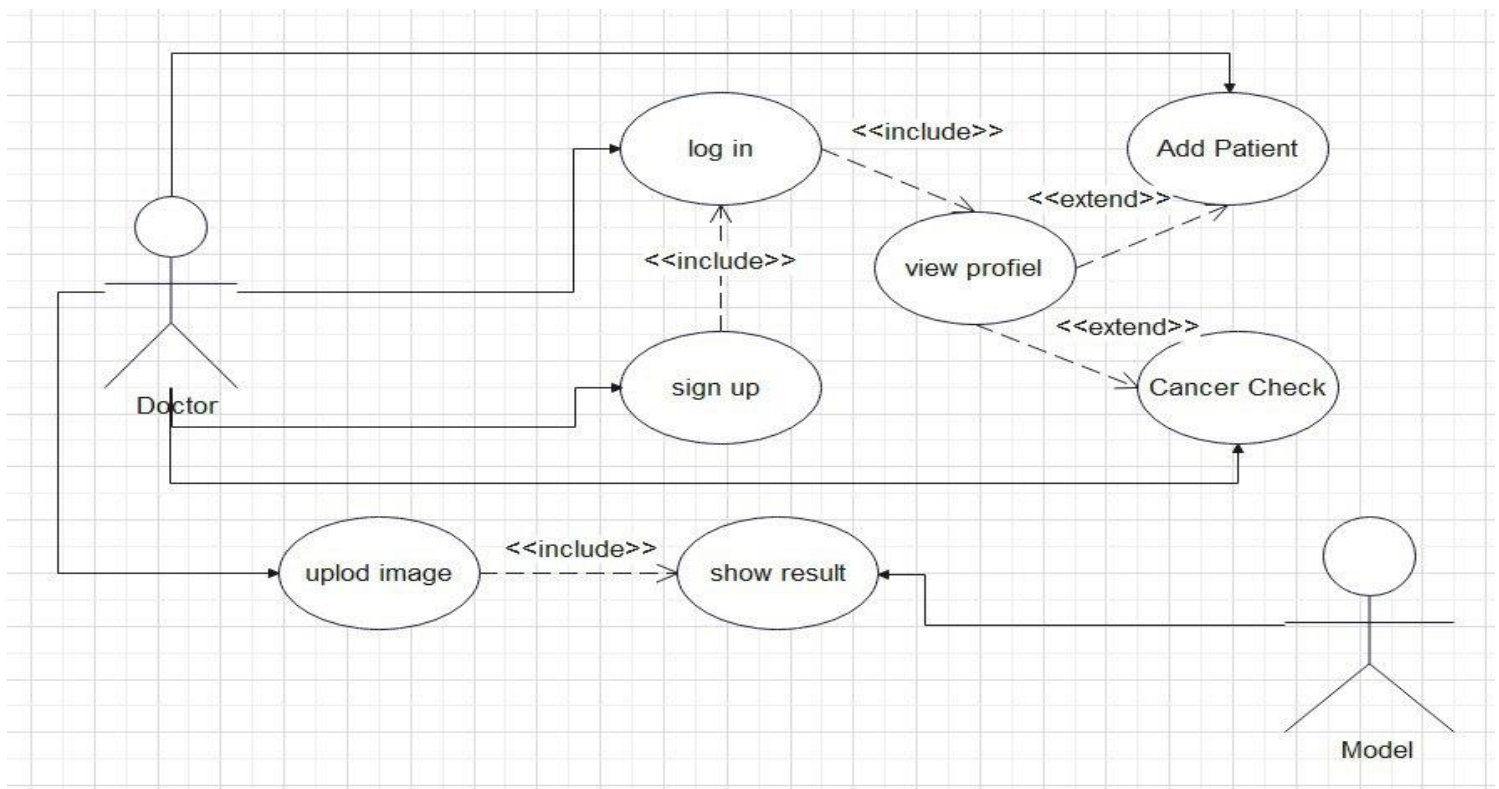 <<include>>
log in
Add Patient
<<extend>>
<<include>>
view profiel
<<extend>>
sign up
Cancer Check
Doctor
<<include>>
uplod image
show result
Model